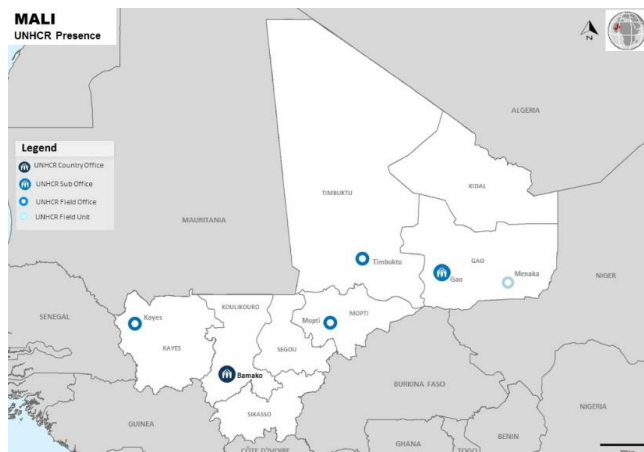 MALI
UNHCR Presence
N
ALGERIA
Legend
UNHCR Country Office
UNHCR Sub Office
UNHCR Field Office
UNHCR Field Unit
TIMBUKTU
KIDAL
MAURITANIA
Timbuktu
GAO
Gao
Menaka
NIGER
SENEGAL
Kayes
KOULIKOURO
Mopti
MOPTI
KAYES
SEGOU
Bamako
BURKINA FASO
SIKASSO
GUINEA
NIGERIA
BENIN
GHANA
TOGO
CÔTE D'IVOIRE